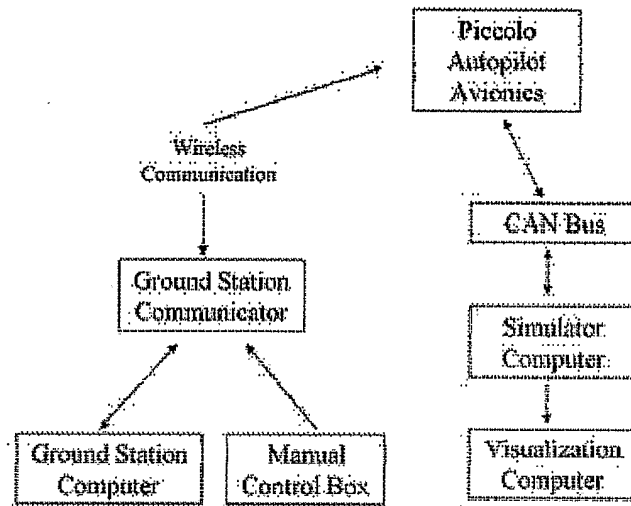 Piccolo
Autopilot
Avionics
Wireless
Communication
CAN Bus
Ground Station
Communicator
Simulator
Computer
Ground Station
Computer
Manual
Control Box
Visualization
Computer